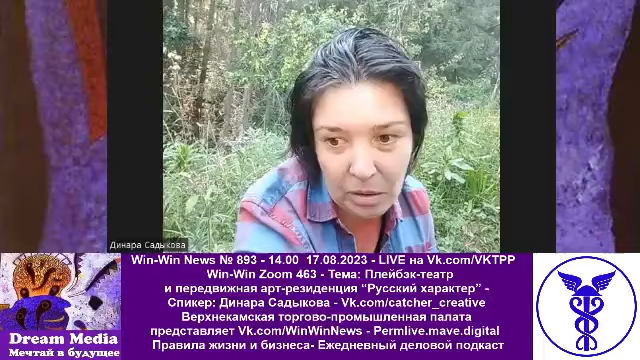 Динара Садыкова
Win-Win News № 893 - 14.00 17.08.2023 - LIVE на Vk.com/VKTPP
Win-Win Zoom 463 - Тема: Плейбэк-театр
и передвижная арт-резиденция “Русский характер” -
Спикер: Динара Садыкова - Vk.com/catcher_creative
Верхнекамская торгово-промышленная палата
представляет Vk.com/WinWinNews - Permlive.mave.digital
Правила жизни и бизнеса- Ежедневный деловой подкаст
Dream Media
Мечтай в будущее